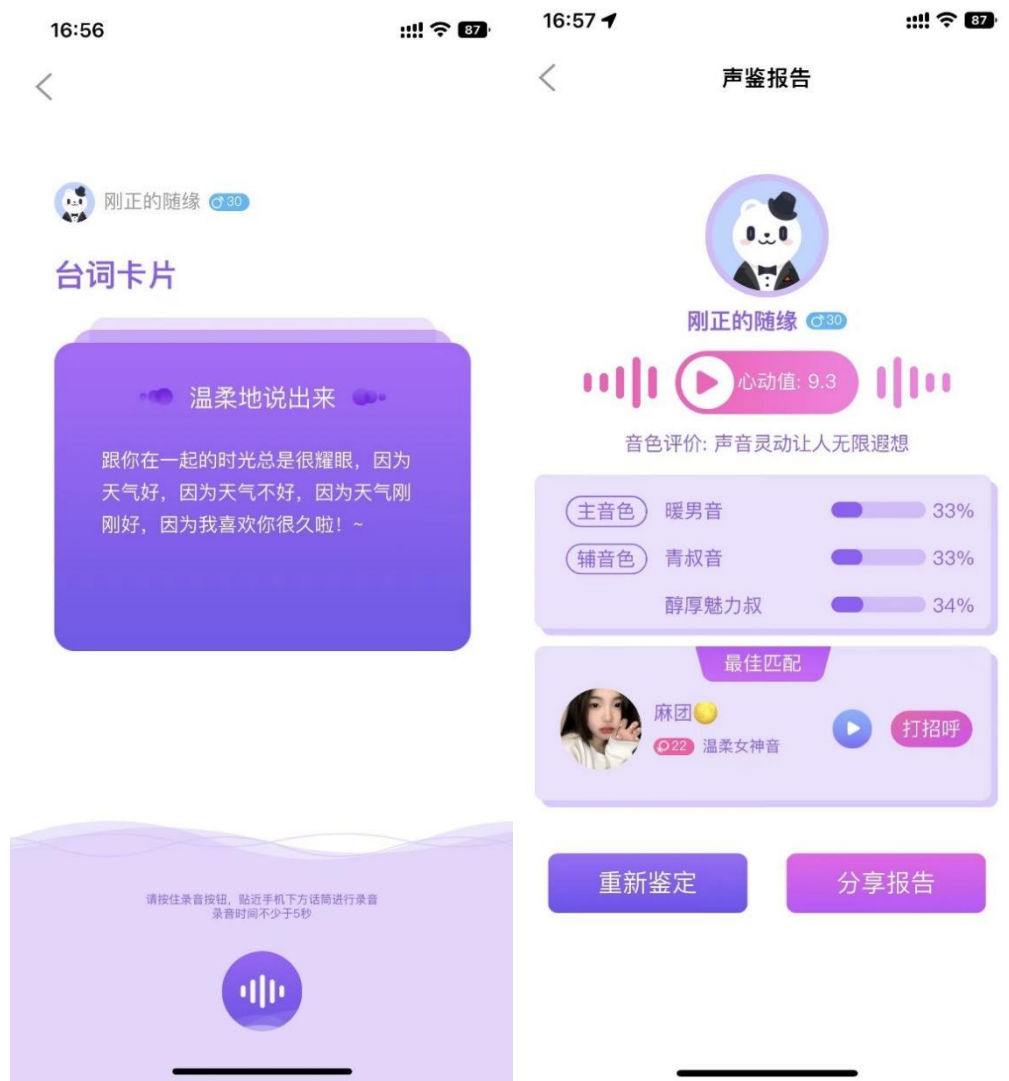 16:56
87
刚正的随缘 ♂30
台词卡片
温柔地说出来
跟你在一起的时光总是很耀眼，因为
天气好，因为天气不好，因为天气刚
刚好，因为我喜欢你很久啦！~
请按住录音按钮，贴近手机下方话筒进行录音
录音时间不少于5秒
16:57
87
声鉴报告
刚正的随缘 ♂30
心动值: 9.3
音色评价: 声音灵动让人无限遐想
主音色 暖男音 33%
辅音色 青叔音 33%
醇厚魅力叔 34%
最佳匹配
麻团
22 温柔女神音
打招呼
重新鉴定 分享报告